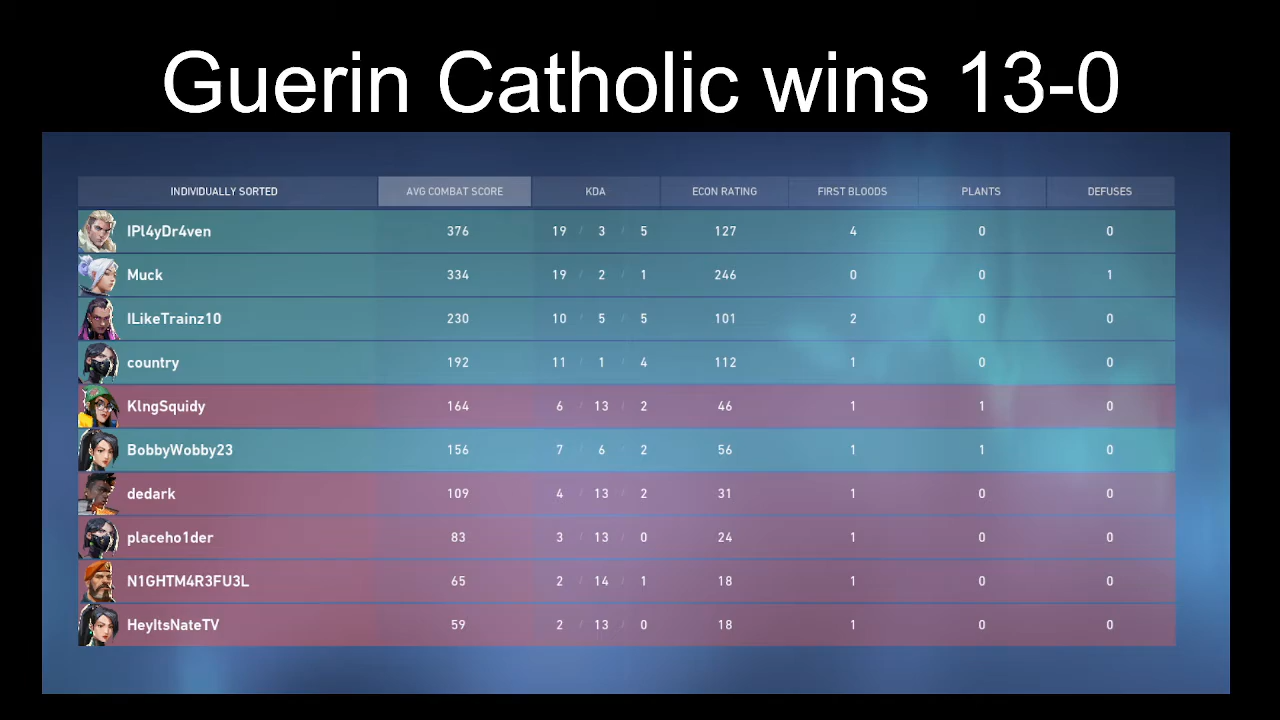 Guerin Catholic wins 13-0
INDIVIDUALLY SORTED AVG COMBAT SCORE KDA ECON RATING FIRST BLOODS PLANTS DEFUSES
IPl4yDr4ven 376 19 / 3 / 5 127 4 0 0
Muck 334 19 / 2 / 1 246 0 0 1
ILikeTrainz10 230 10 / 5 / 5 101 2 0 0
country 192 11 / 1 / 4 112 1 0 0
KlngSquidy 164 6 / 13 / 2 46 1 1 0
BobbyWobby23 156 7 / 6 / 2 56 1 1 0
dedark 109 4 / 13 / 2 31 1 0 0
placeho1der 83 3 / 13 / 0 24 1 0 0
N1GHTM4R3FU3L 65 2 / 14 / 1 18 1 0 0
HeyItsNateTV 59 2 / 13 / 0 18 1 0 0